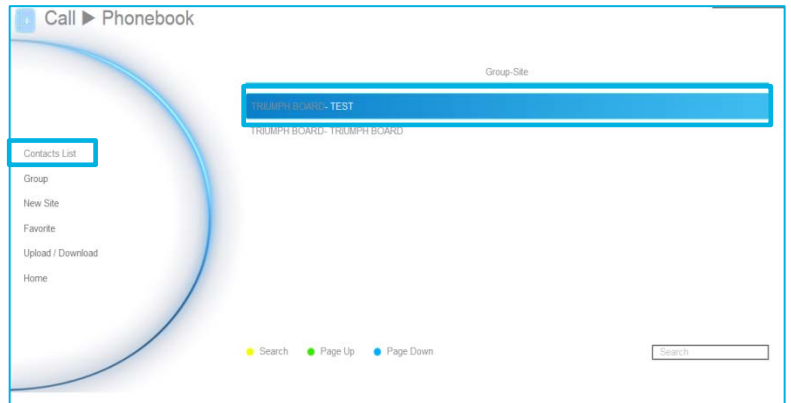 Call ▶ Phonebook
Group-Site
TRIUMPH BOARD- TEST
TRIUMPH BOARD- TRIUMPH BOARD
Contacts List
Group
New Site
Favorite
Upload / Download
Home
Search Page Up Page Down Search